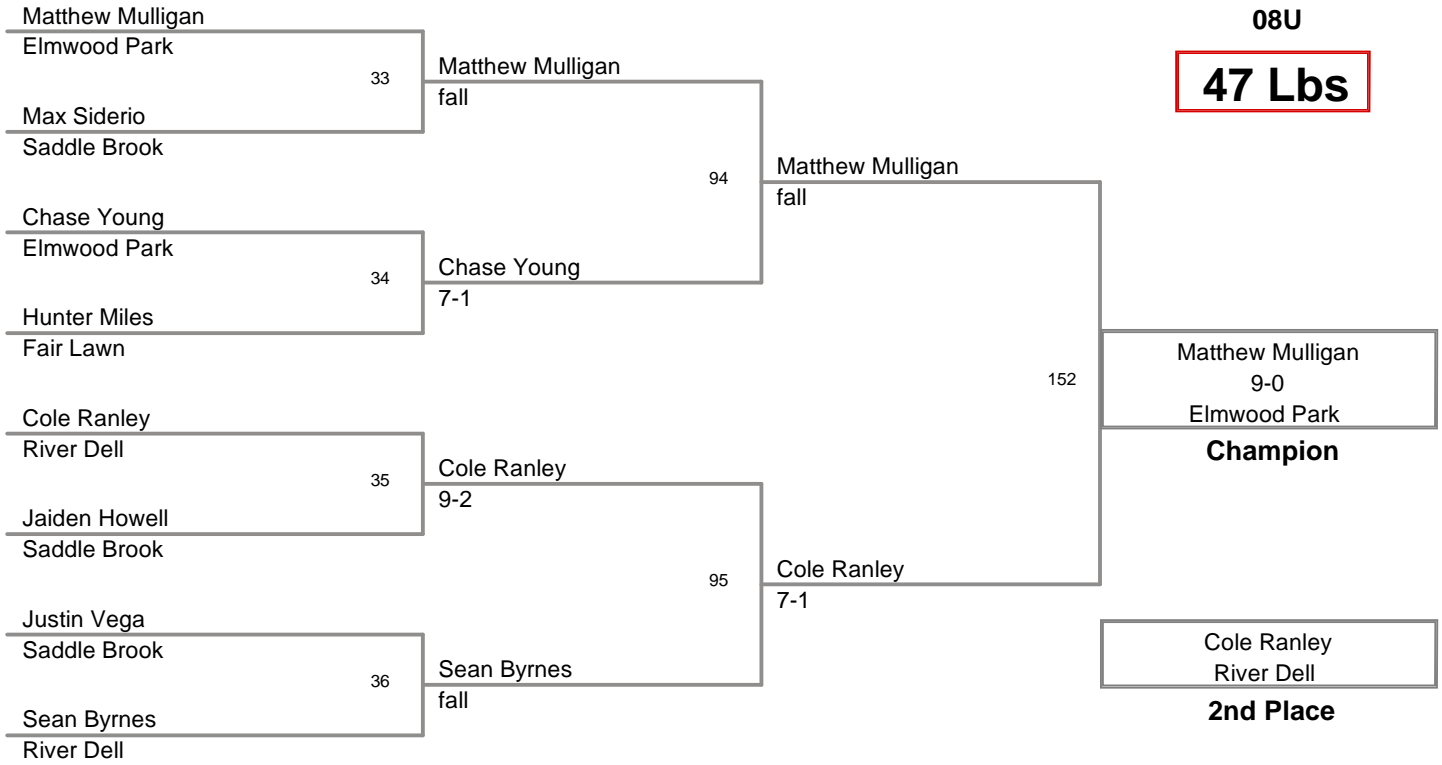 Matthew Mulligan
Elmwood Park
33
Max Siderio
Saddle Brook
Chase Young
Elmwood Park
34
Hunter Miles
Fair Lawn
Cole Ranley
River Dell
35
Jaiden Howell
Saddle Brook
Justin Vega
Saddle Brook
36
Sean Byrnes
River Dell
Matthew Mulligan
fall
94
Chase Young
7-1
Cole Ranley
9-2
95
Sean Byrnes
fall
Matthew Mulligan
fall
152
Cole Ranley
7-1
08U
47 Lbs
Matthew Mulligan
9-0
Elmwood Park
Champion
Cole Ranley
River Dell
2nd Place